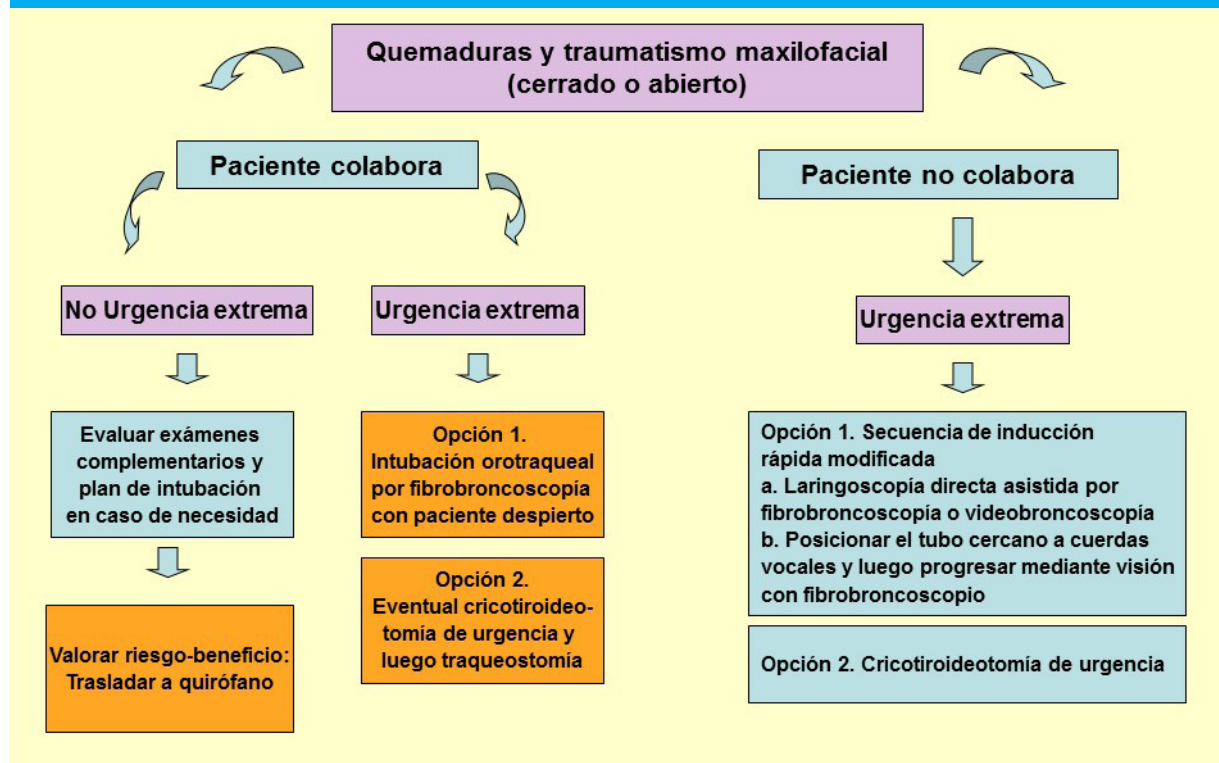 Quemaduras y traumatismo maxilofacial
(cerrado o abierto)
Paciente colabora
Paciente no colabora
No Urgencia extrema
Urgencia extrema
Urgencia extrema
Evaluar exámenes
complementarios y
plan de intubación
en caso de necesidad
Valorar riesgo-beneficio:
Trasladar a quirófano
Opción 1.
Intubación orotraqueal
por fibrobroncoscopía
con paciente despierto
Opción 2.
Eventual cricotiroideo-
tomía de urgencia y
luego traqueostomía
Opción 1. Secuencia de inducción
rápida modificada
a. Laringoscopía directa asistida por
fibrobroncoscopía o videobroncoscopía
b. Posicionar el tubo cercano a cuerdas
vocales y luego progresar mediante visión
con fibrobroncoscopio
Opción 2. Cricotiroideotomía de urgencia